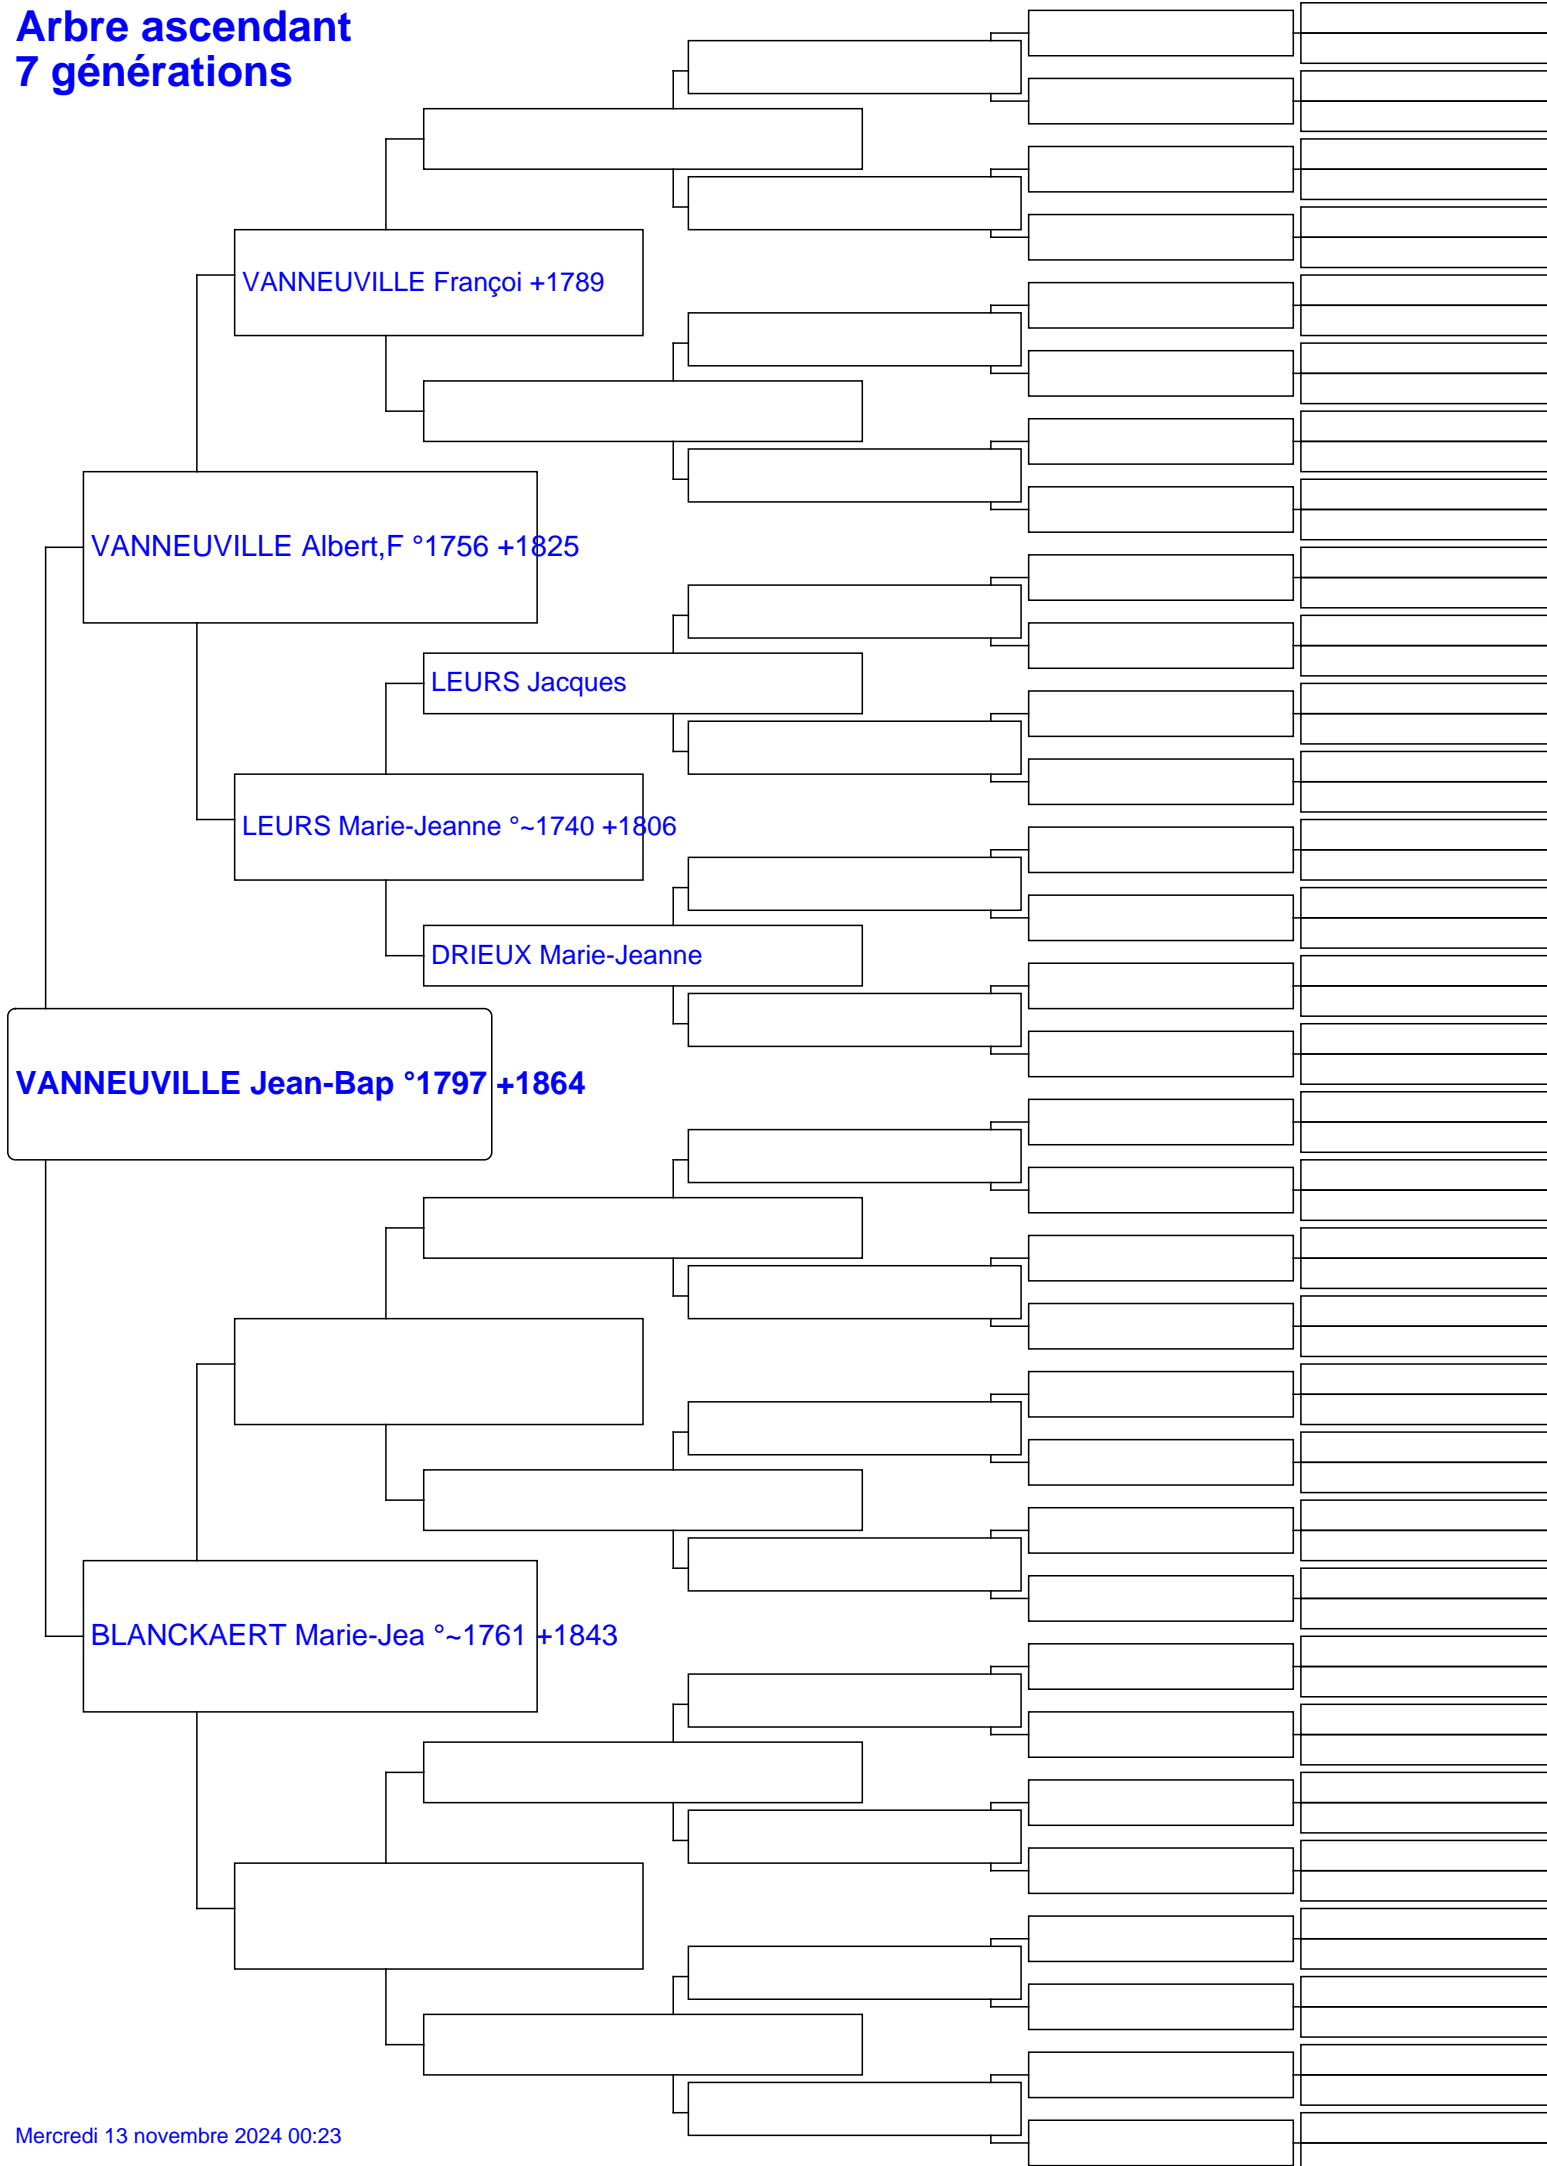 Arbre ascendant
7 générations
VANNEUVILLE Françoi +1789
VANNEUVILLE Albert,F °1756 +1825
LEURS Jacques
LEURS Marie-Jeanne °~1740 +1806
DRIEUX Marie-Jeanne
VANNEUVILLE Jean-Bap °1797 +1864
BLANCKAERT Marie-Jea °~1761 +1843
Mercredi 13 novembre 2024 00:23